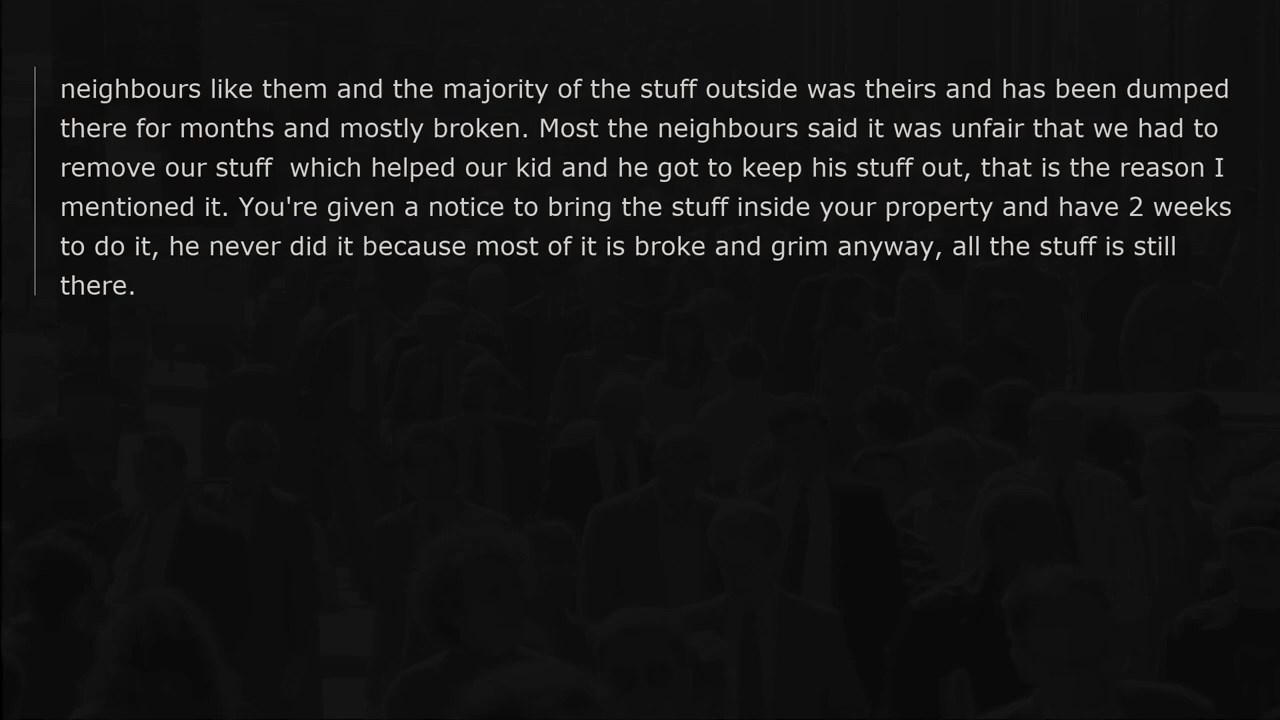 neighbours like them and the majority of the stuff outside was theirs and has been dumped
there for months and mostly broken. Most the neighbours said it was unfair that we had to
remove our stuff  which helped our kid and he got to keep his stuff out, that is the reason I
mentioned it. You're given a notice to bring the stuff inside your property and have 2 weeks
to do it, he never did it because most of it is broke and grim anyway, all the stuff is still
there.